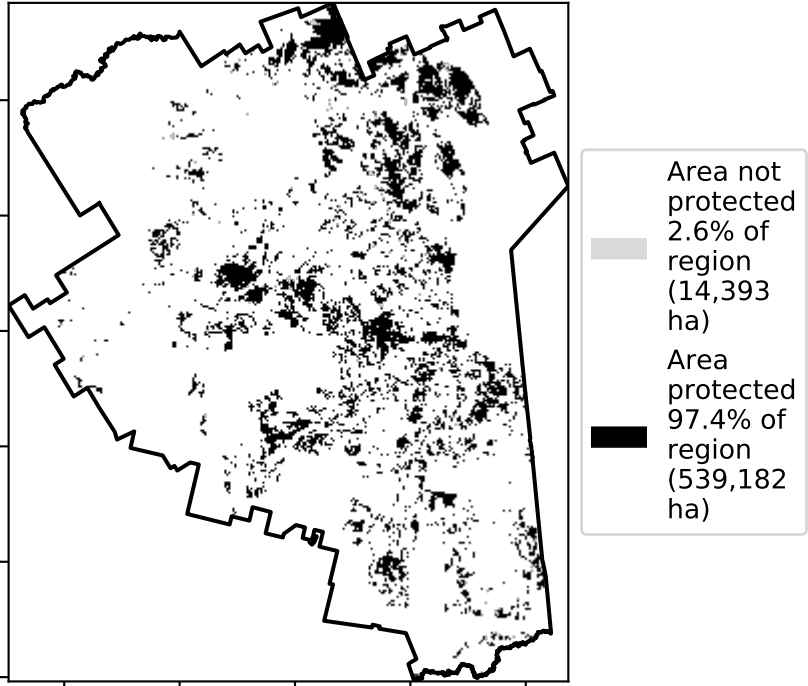 Area not
protected
2.6% of
region
(14,393
ha)
Area
protected
97.4% of
region
(539,182
ha)